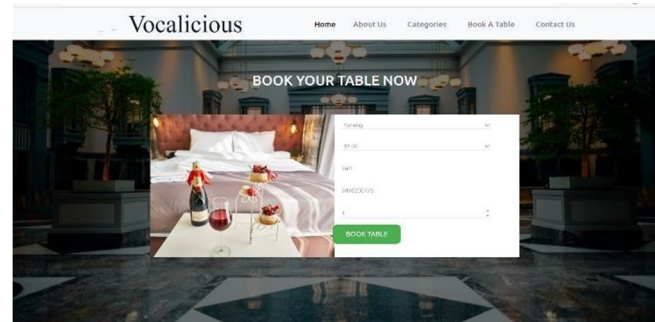 Vocalicious
Home About Us Categories Book A Table Contact Us
BOOK YOUR TABLE NOW
BOOK TABLE